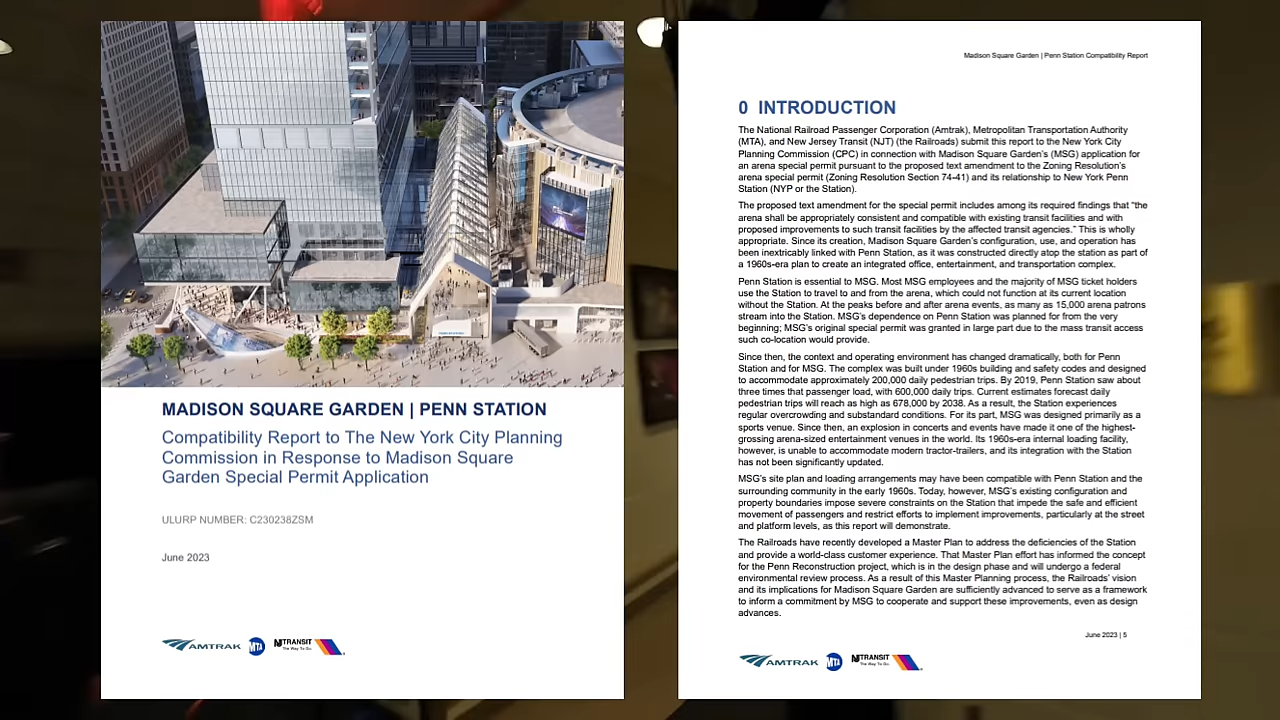 MADISON SQUARE GARDEN | PENN STATION
Compatibility Report to The New York City Planning
Commission in Response to Madison Square
Garden Special Permit Application
ULURP NUMBER: C230238ZSM
June 2023
AMTRAK
MTA
NJTRANSIT
The Way To Go.
Madison Square Garden | Penn Station Compatibility Report
0 INTRODUCTION
The National Railroad Passenger Corporation (Amtrak), Metropolitan Transportation Authority
(MTA), and New Jersey Transit (NJT) (the Railroads) submit this report to the New York City
Planning Commission (CPC) in connection with Madison Square Garden's (MSG) application for
an arena special permit pursuant to the proposed text amendment to the Zoning Resolution's
arena special permit (Zoning Resolution Section 74-41) and its relationship to New York Penn
Station (NYP or the Station).
The proposed text amendment for the special permit includes among its required findings that "the
arena shall be appropriately consistent and compatible with existing transit facilities and with
proposed improvements to such transit facilities by the affected transit agencies." This is wholly
appropriate. Since its creation, Madison Square Garden's configuration, use, and operation has
been inextricably linked with Penn Station, as it was constructed directly atop the station as part of
a 1960s-era plan to create an integrated office, entertainment, and transportation complex.
Penn Station is essential to MSG. Most MSG employees and the majority of MSG ticket holders
use the Station to travel to and from the arena, which could not function at its current location
without the Station. At the peaks before and after arena events, as many as 15,000 arena patrons
stream into the Station. MSG's dependence on Penn Station was planned for from the very
beginning; MSG's original special permit was granted in large part due to the mass transit access
such co-location would provide.
Since then, the context and operating environment has changed dramatically, both for Penn
Station and for MSG. The complex was built under 1960s building and safety codes and designed
to accommodate approximately 200,000 daily pedestrian trips. By 2019, Penn Station saw about
three times that passenger load, with 600,000 daily trips. Current estimates forecast daily
pedestrian trips will reach as high as 678,000 by 2038. As a result, the Station experiences
regular overcrowding and substandard conditions. For its part, MSG was designed primarily as a
sports venue. Since then, an explosion in concerts and events have made it one of the highest-
grossing arena-sized entertainment venues in the world. Its 1960s-era internal loading facility,
however, is unable to accommodate modern tractor-trailers, and its integration with the Station
has not been significantly updated.
MSG's site plan and loading arrangements may have been compatible with Penn Station and the
surrounding community in the early 1960s. Today, however, MSG's existing configuration and
property boundaries impose severe constraints on the Station that impede the safe and efficient
movement of passengers and restrict efforts to implement improvements, particularly at the street
and platform levels, as this report will demonstrate.
The Railroads have recently developed a Master Plan to address the deficiencies of the Station
and provide a world-class customer experience. That Master Plan effort has informed the concept
for the Penn Reconstruction project, which is in the design phase and will undergo a federal
environmental review process. As a result of this Master Planning process, the Railroads' vision
and its implications for Madison Square Garden are sufficiently advanced to serve as a framework
to inform a commitment by MSG to cooperate and support these improvements, even as design
advances.
June 2023 | 5
AMTRAK
MTA
NJTRANSIT
The Way To Go.